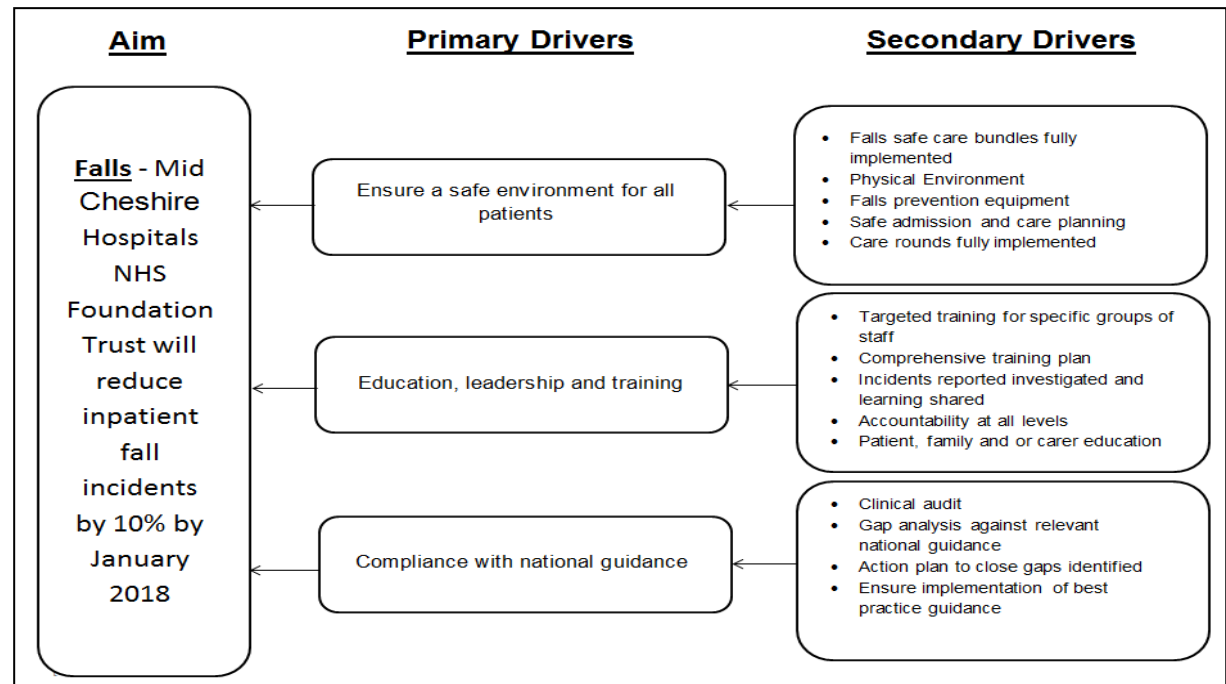 Aim
Primary Drivers
Secondary Drivers
Falls - Mid
Cheshire
Hospitals
NHS
Foundation
Trust will
reduce
inpatient
fall
incidents
by 10% by
January
2018
Ensure a safe environment for all
patients
Education, leadership and training
Compliance with national guidance
• Falls safe care bundles fully
implemented
• Physical Environment
• Falls prevention equipment
• Safe admission and care planning
• Care rounds fully implemented
• Targeted training for specific groups of
staff
• Comprehensive training plan
• Incidents reported investigated and
learning shared
• Accountability at all levels
• Patient, family and or carer education
• Clinical audit
• Gap analysis against relevant
national guidance
• Action plan to close gaps identified
• Ensure implementation of best
practice guidance